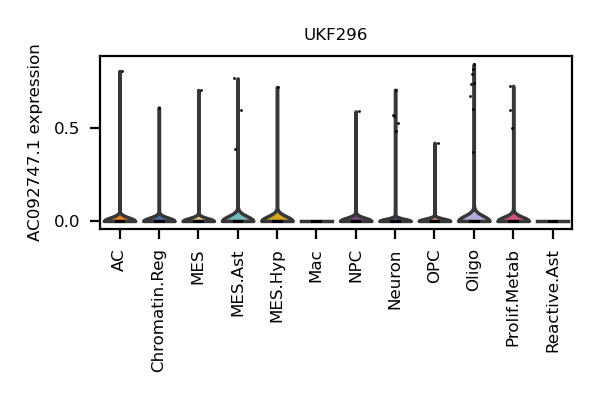 UKF296
AC092747.1 expression
0.5
0.0
AC
Chromatin.Reg
MES
MES.Ast
MES.Hyp
Mac
NPC
Neuron
OPC
Oligo
Prolif.Metab
Reactive.Ast